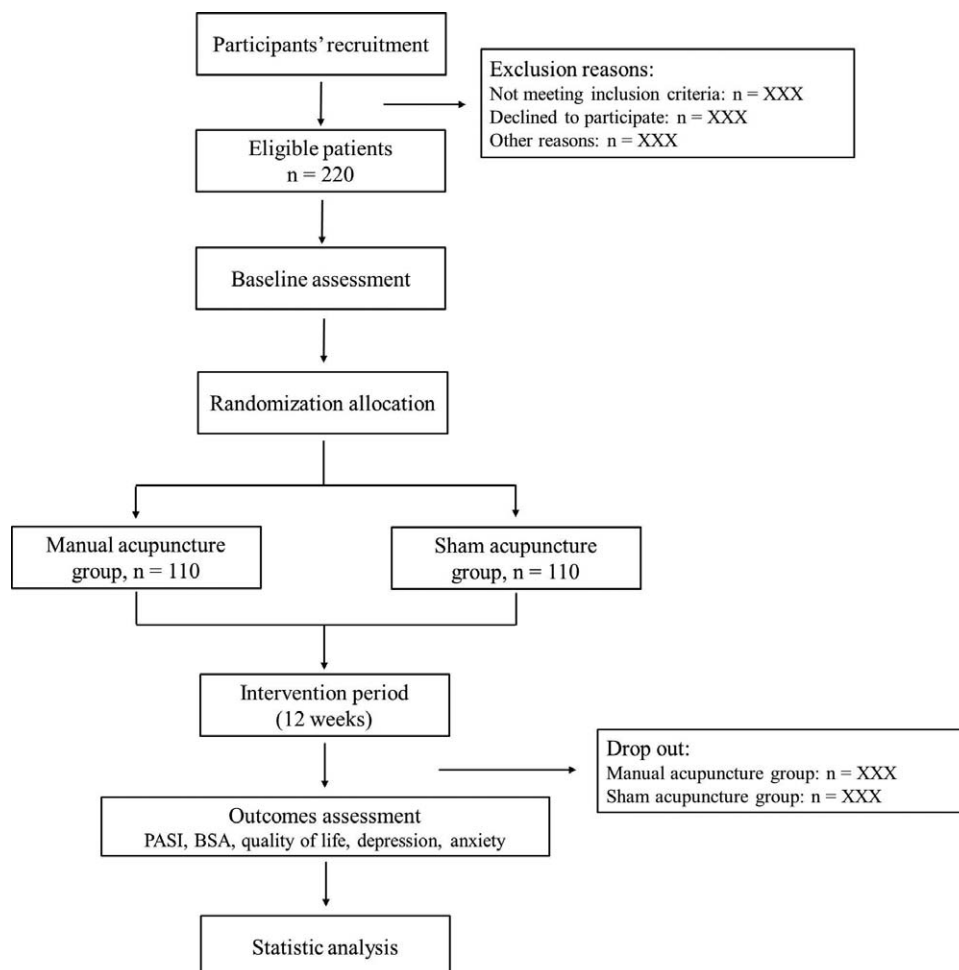 Participants’ recruitment
Exclusion reasons:
Not meeting inclusion criteria: n = XXX
Declined to participate: n = XXX
Other reasons: n = XXX
Eligible patients
n = 220
Baseline assessment
Randomization allocation
Manual acupuncture
group, n = 110
Sham acupuncture
group, n = 110
Intervention period
(12 weeks)
Drop out:
Manual acupuncture group: n = XXX
Sham acupuncture group: n = XXX
Outcomes assessment
PASI, BSA, quality of life, depression, anxiety
Statistic analysis